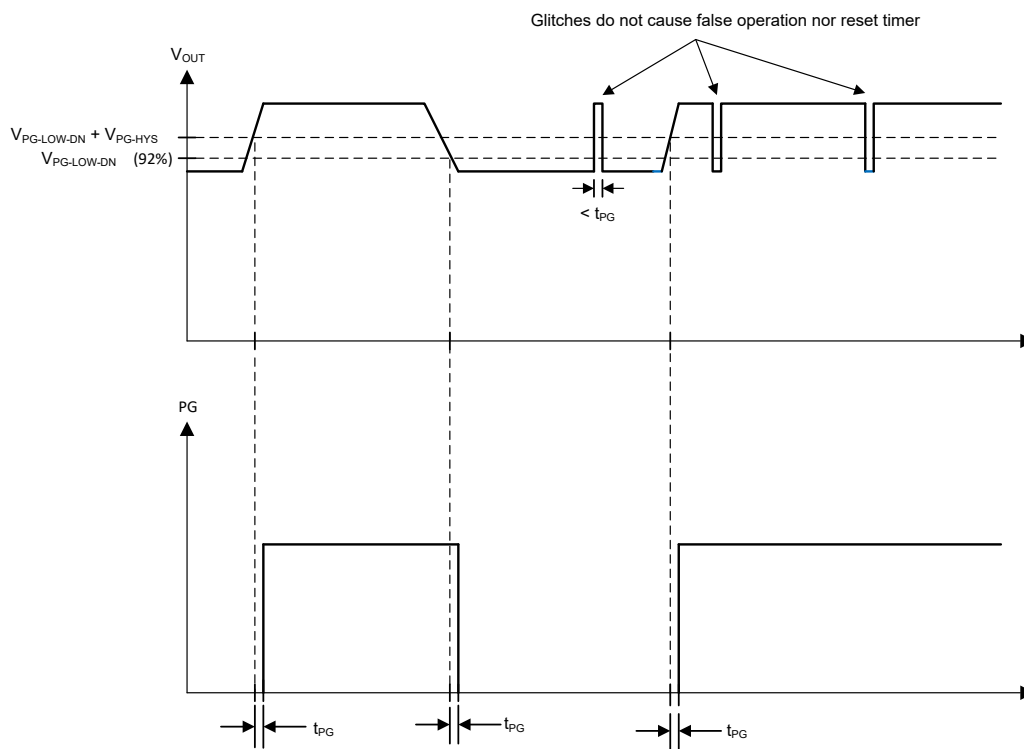 Glitches do not cause false operation nor reset timer
VOUT
VPG-LOW-DN + VPG-HYS
VPG-LOW-DN (92%)
< tPG
PG
tPG
tPG
tPG